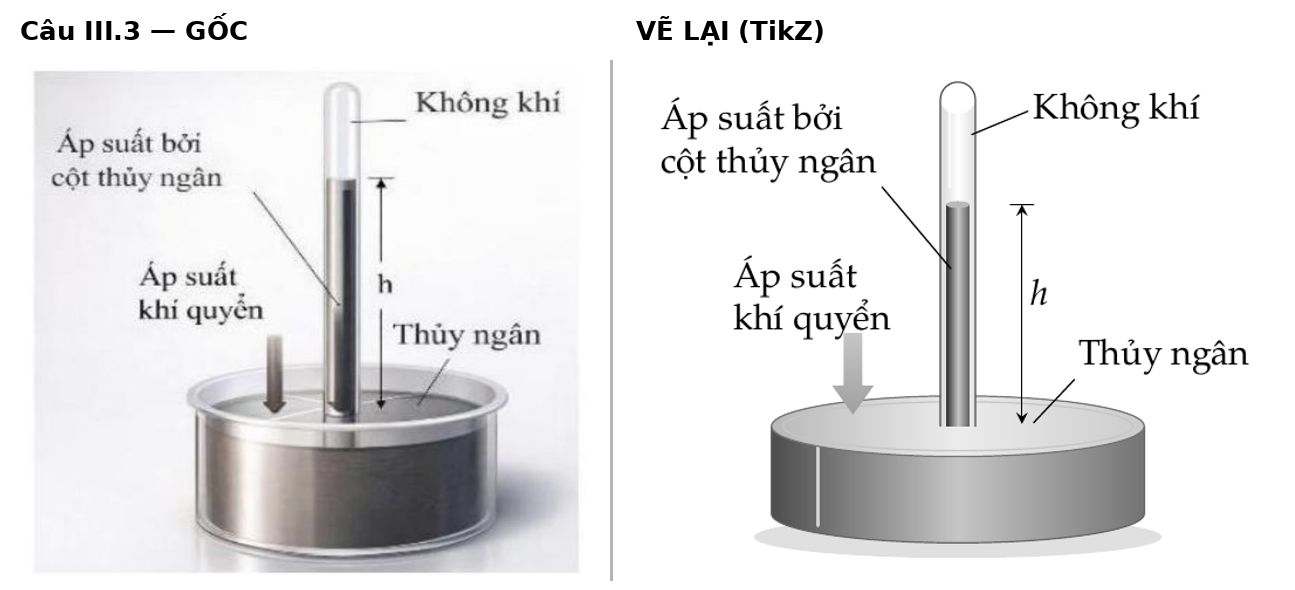 Câu III.3 — GỐC
Không khí
Áp suất bởi
cột thủy ngân
Áp suất
khí quyển
h
Thủy ngân
VẼ LẠI (TikZ)
Áp suất bởi
cột thủy ngân
Không khí
Áp suất
khí quyển
h
Thủy ngân